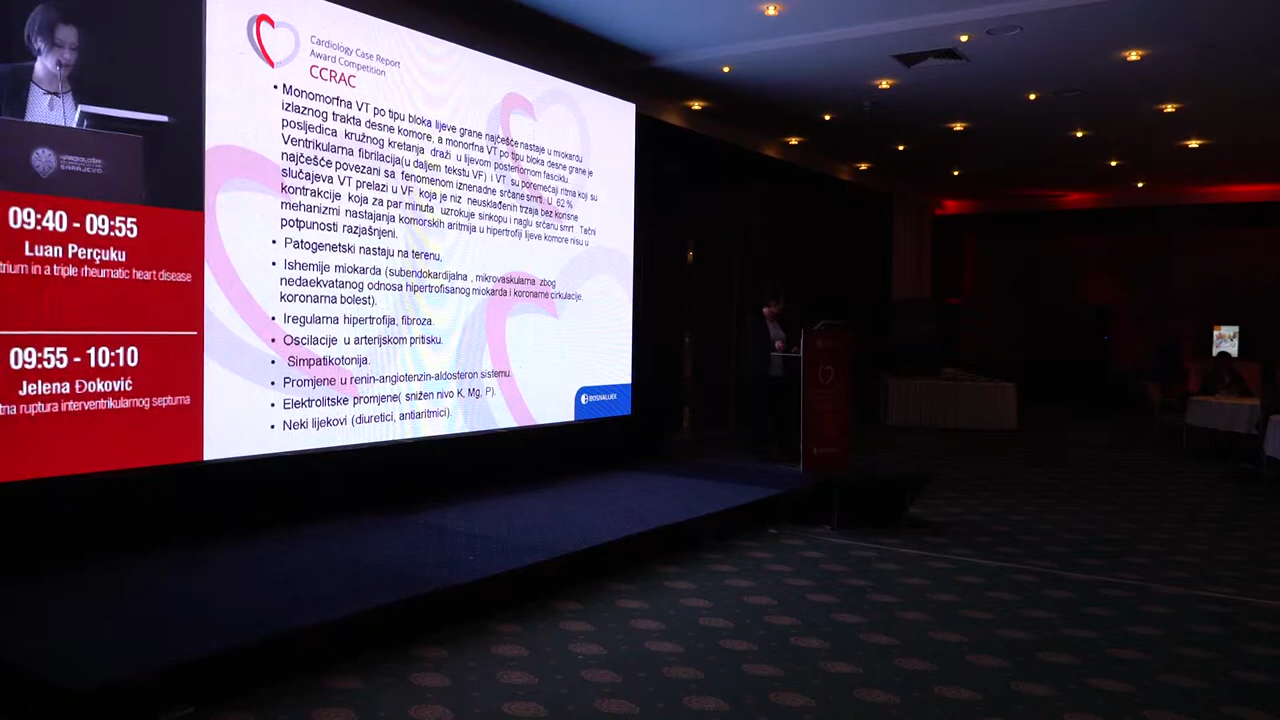 KARDIOLOŠKI
SARAJEVO
09:40 - 09:55
Luan Perçuku
trium in a triple rheumatic heart disease
09:55 - 10:10
Jelena Đoković
tna ruptura interventrikularnog septuma
Cardiology Case Report
Award Competition
CCRAC
• Monomorfna VT po tipu bloka lijeve grane najčešće nastaje u miokardu
izlaznog trakta desne komore, a monorfna VT po tipu bloka desne grane je
posljedica kružnog kretanja draži u lijevom posteriornom fasciklu
Ventrikularna fibrilacija(u daljem tekstu VF) i VT su poremećaji ritma koji su
najčešće povezani sa fenomenom iznenadne srčane smrti. U 62 %
slučajeva VT prelazi u VF koja je niz neusklađenih trzaja bez korisne
kontrakcije koja za par minuta uzrokuje sinkopu i naglu srčanu smrt. Tačni
mehanizmi nastajanja komorskih aritmija u hipertrofiji lijeve komore nisu u
potpunosti razjašnjeni.
• Patogenetski nastaju na terenu,
• Ishemije miokarda (subendokardijalna , mikrovaskularna zbog
nedaekvatanog odnosa hipertrofisanog miokarda i koronarne cirkulacije,
koronarna bolest).
• Iregularna hipertrofija, fibroza.
• Oscilacije u arterijskom pritisku.
• Simpatikotonija.
• Promjene u renin-angiotenzin-aldosteron sistemu.
• Elektrolitske promjene( snižen nivo K, Mg, P).
• Neki lijekovi (diuretici, antiaritmici).
BOSNALIJEK